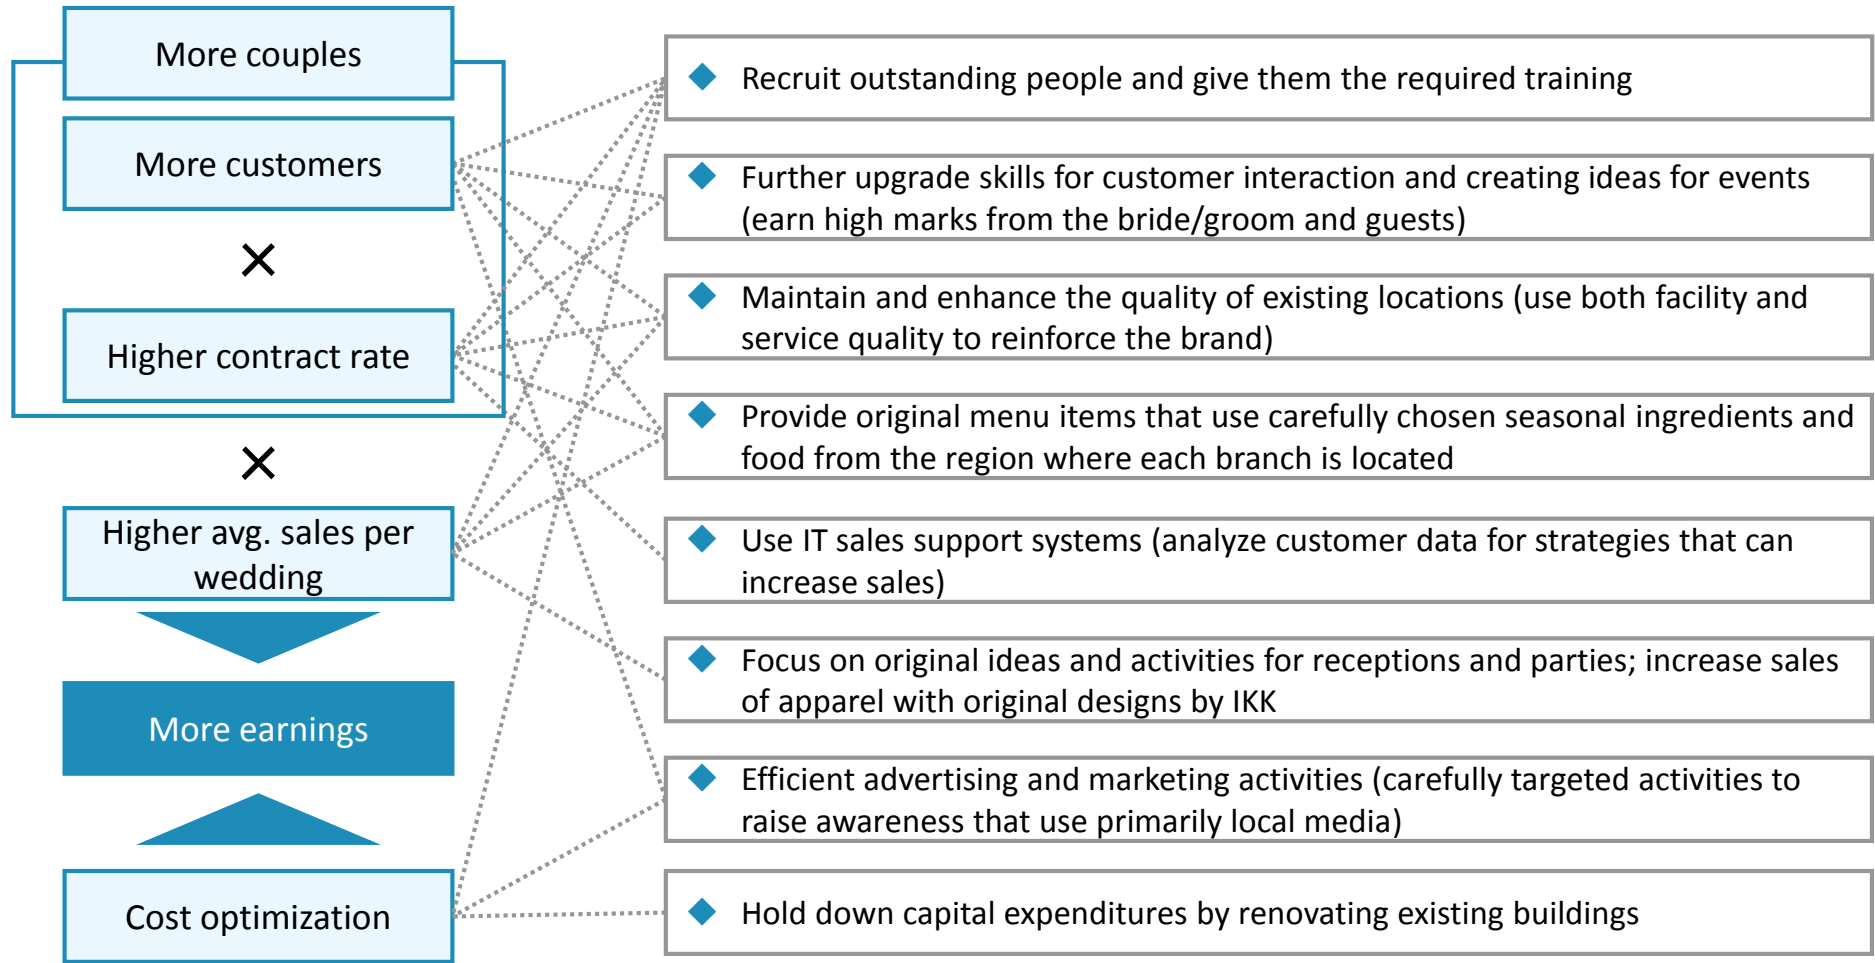 More couples
More customers
×
Higher contract rate
×
Higher avg. sales per
wedding
More earnings
Cost optimization
◆ Recruit outstanding people and give them the required training
◆ Further upgrade skills for customer interaction and creating ideas for events
(earn high marks from the bride/groom and guests)
◆ Maintain and enhance the quality of existing locations (use both facility and
service quality to reinforce the brand)
◆ Provide original menu items that use carefully chosen seasonal ingredients and
food from the region where each branch is located
◆ Use IT sales support systems (analyze customer data for strategies that can
increase sales)
◆ Focus on original ideas and activities for receptions and parties; increase sales
of apparel with original designs by IKK
◆ Efficient advertising and marketing activities (carefully targeted activities to
raise awareness that use primarily local media)
◆ Hold down capital expenditures by renovating existing buildings